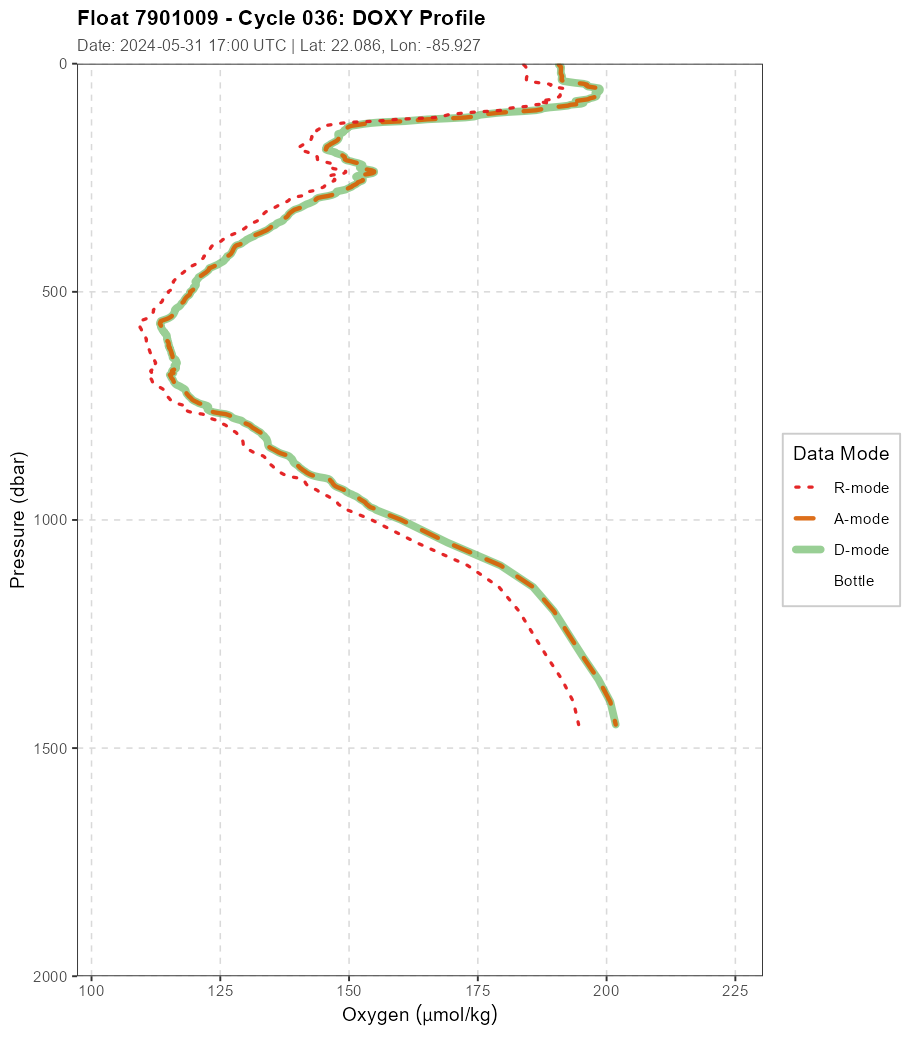 Float 7901009 - Cycle 036: DOXY Profile
Date: 2024-05-31 17:00 UTC | Lat: 22.086, Lon: -85.927
0
500
1000
1500
2000
Pressure (dbar)
100 125 150 175 200 225
Oxygen (µmol/kg)
Data Mode
R-mode
A-mode
D-mode
Bottle